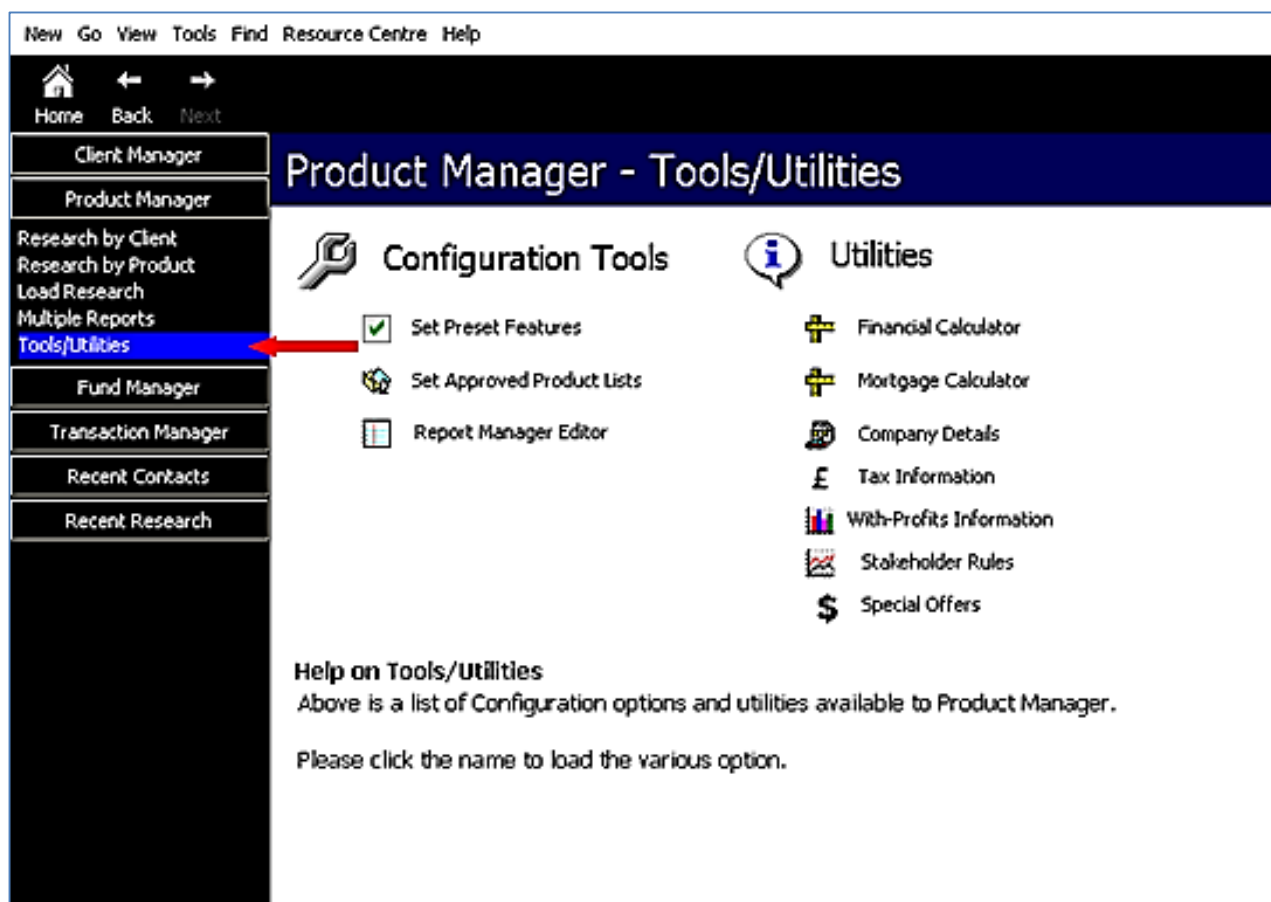 New Go View Tools Find Resource Centre Help
Home Back Next
Client Manager
Product Manager
Research by Client
Research by Product
Load Research
Multiple Reports
Tools/Utilities
Fund Manager
Transaction Manager
Recent Contacts
Recent Research
Product Manager - Tools/Utilities
Configuration Tools
Set Preset Features
Set Approved Product Lists
Report Manager Editor
Utilities
Financial Calculator
Mortgage Calculator
Company Details
£ Tax Information
With-Profits Information
Stakeholder Rules
$ Special Offers
Help on Tools/Utilities
Above is a list of Configuration options and utilities available to Product Manager.
Please click the name to load the various option.